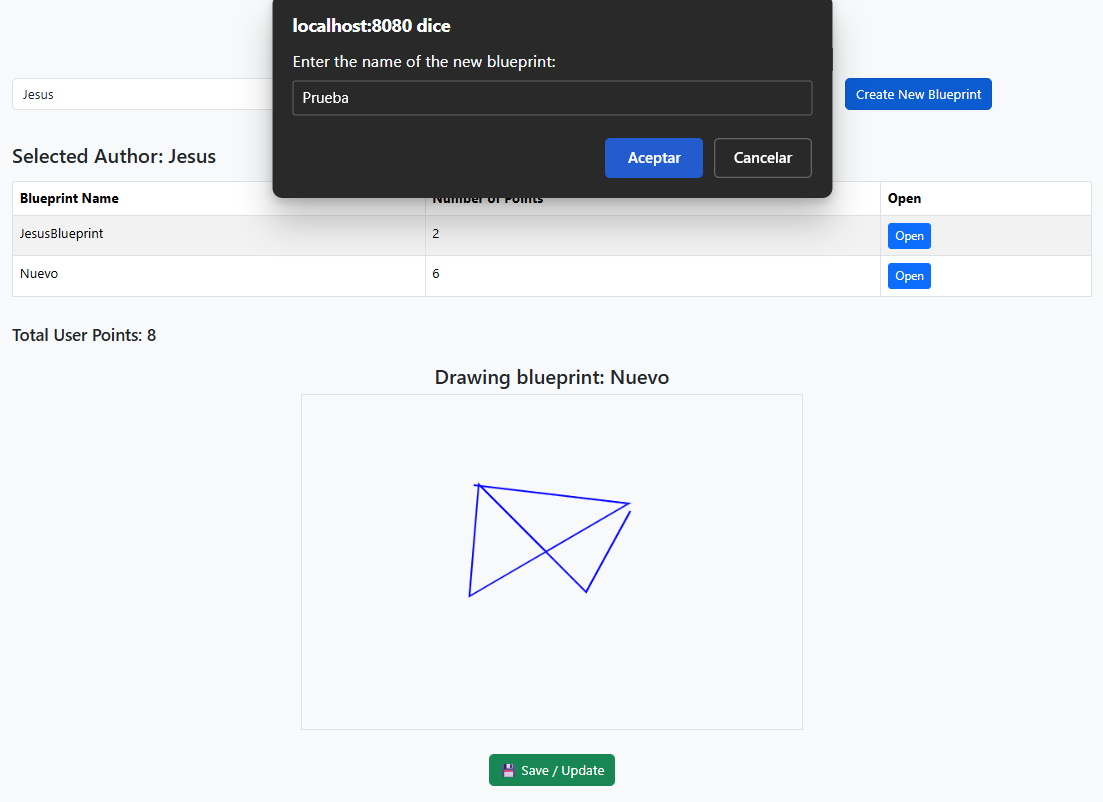 localhost:8080 dice
Enter the name of the new blueprint:
Prueba
Aceptar Cancelar
Jesus Create New Blueprint
Selected Author: Jesus
Blueprint Name Number of Points Open
JesusBlueprint 2 Open
Nuevo 6 Open
Total User Points: 8
Drawing blueprint: Nuevo
Save / Update